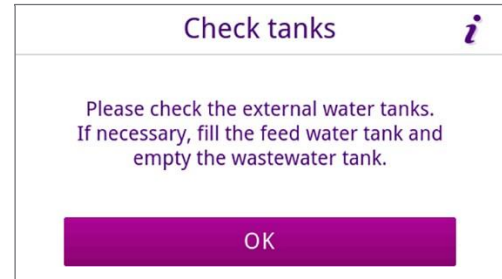 Check tanks i
Please check the external water tanks.
If necessary, fill the feed water tank and
empty the wastewater tank.
OK